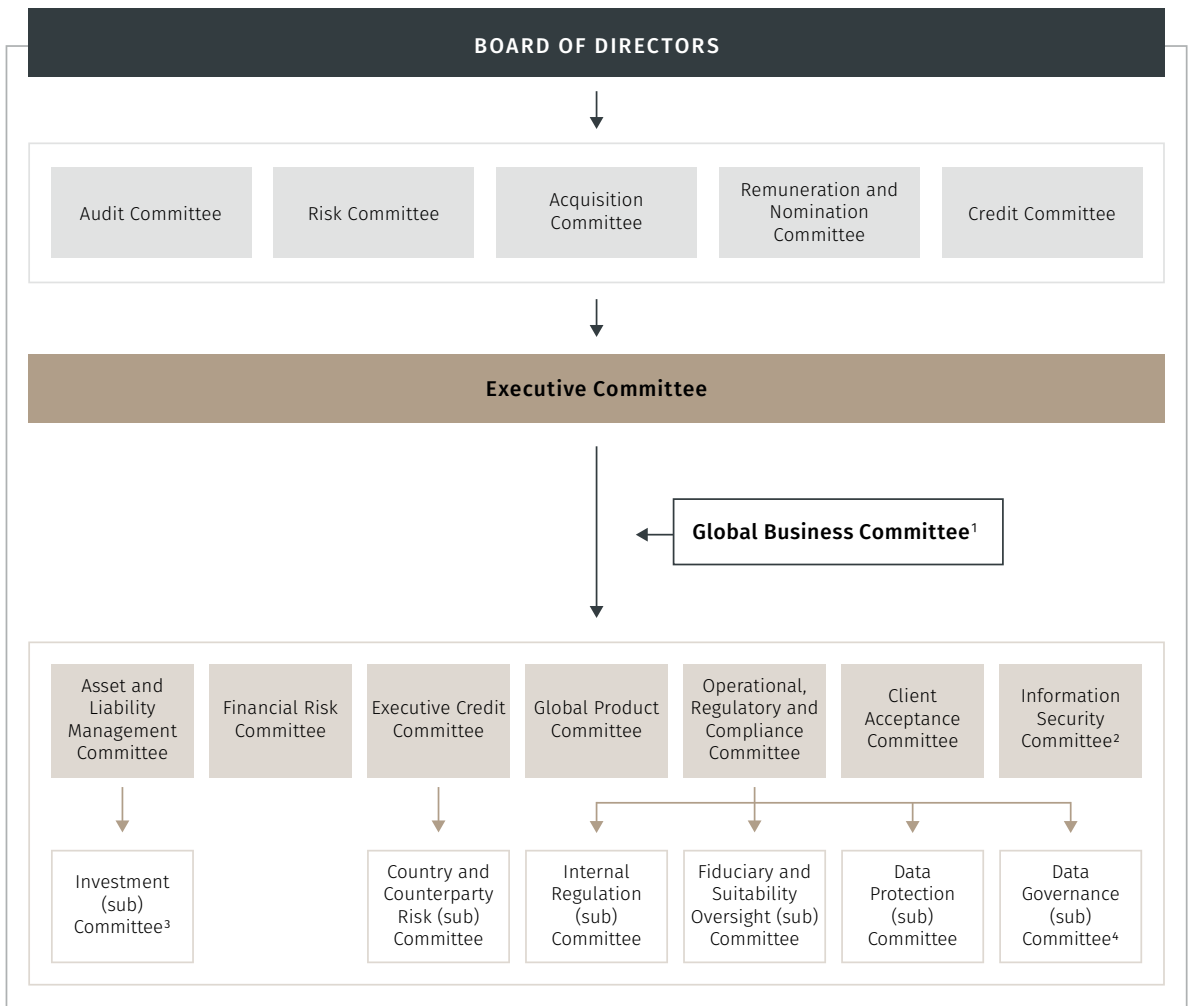 BOARD OF DIRECTORS
Audit Committee
Risk Committee
Acquisition
Committee
Remuneration and
Nomination
Committee
Credit Committee
Executive Committee
Global Business Committee¹
Asset and
Liability
Management
Committee
Financial Risk
Committee
Executive Credit
Committee
Global Product
Committee
Operational,
Regulatory and
Compliance
Committee
Client
Acceptance
Committee
Information
Security
Committee²
Investment
(sub)
Committee³
Country and
Counterparty
Risk (sub)
Committee
Internal
Regulation
(sub)
Committee
Fiduciary and
Suitability
Oversight (sub)
Committee
Data
Protection
(sub)
Committee
Data
Governance
(sub)
Committee⁴